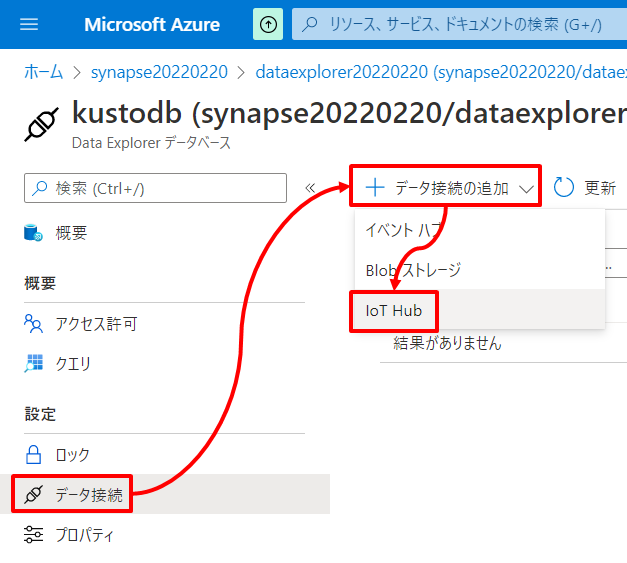 Microsoft Azure
リソース、サービス、ドキュメントの検索 (G+/)
ホーム > synapse20220220 > dataexplorer20220220 (synapse20220220/dataex
kustodb (synapse20220220/dataexplorer
Data Explorer データベース
検索 (Ctrl+/)
«
データ接続の追加
更新
概要
イベント ハブ
Blob ストレージ
IoT Hub
結果がありません
概要
アクセス許可
クエリ
設定
ロック
データ接続
プロパティ